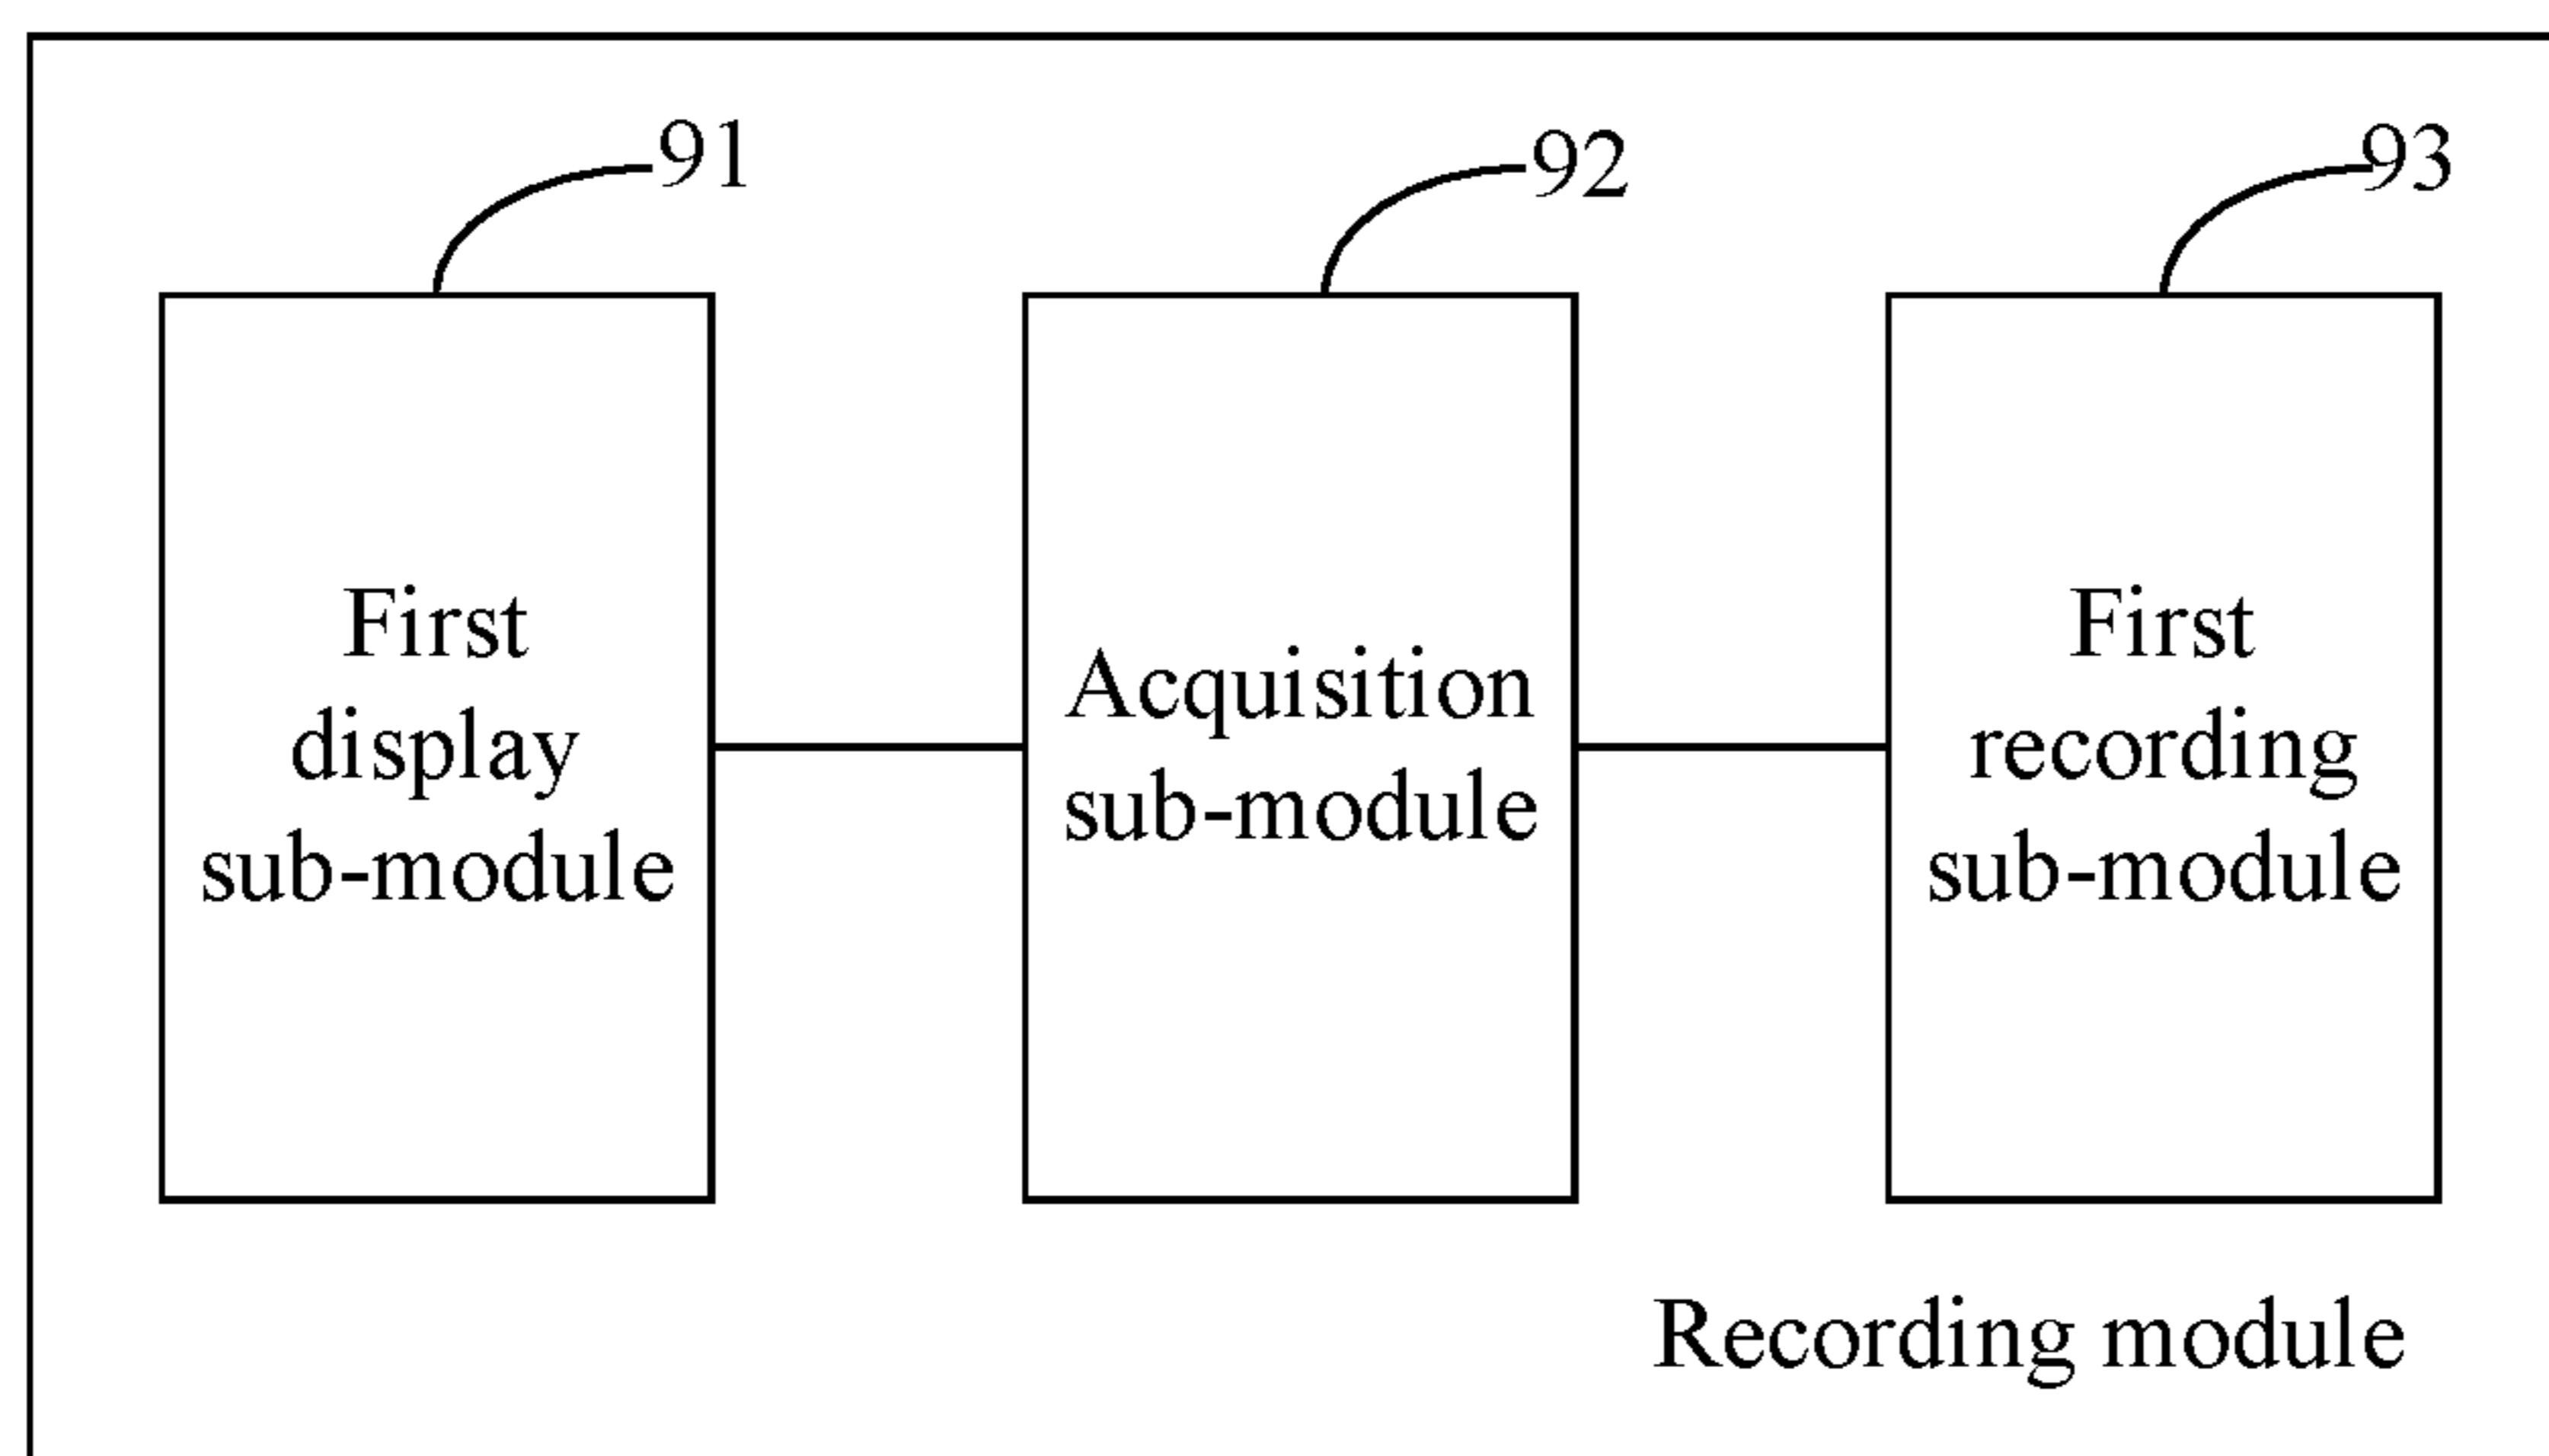 91
92
93
First
display
sub-module
Acquisition
sub-module
First
recording
sub-module
Recording module